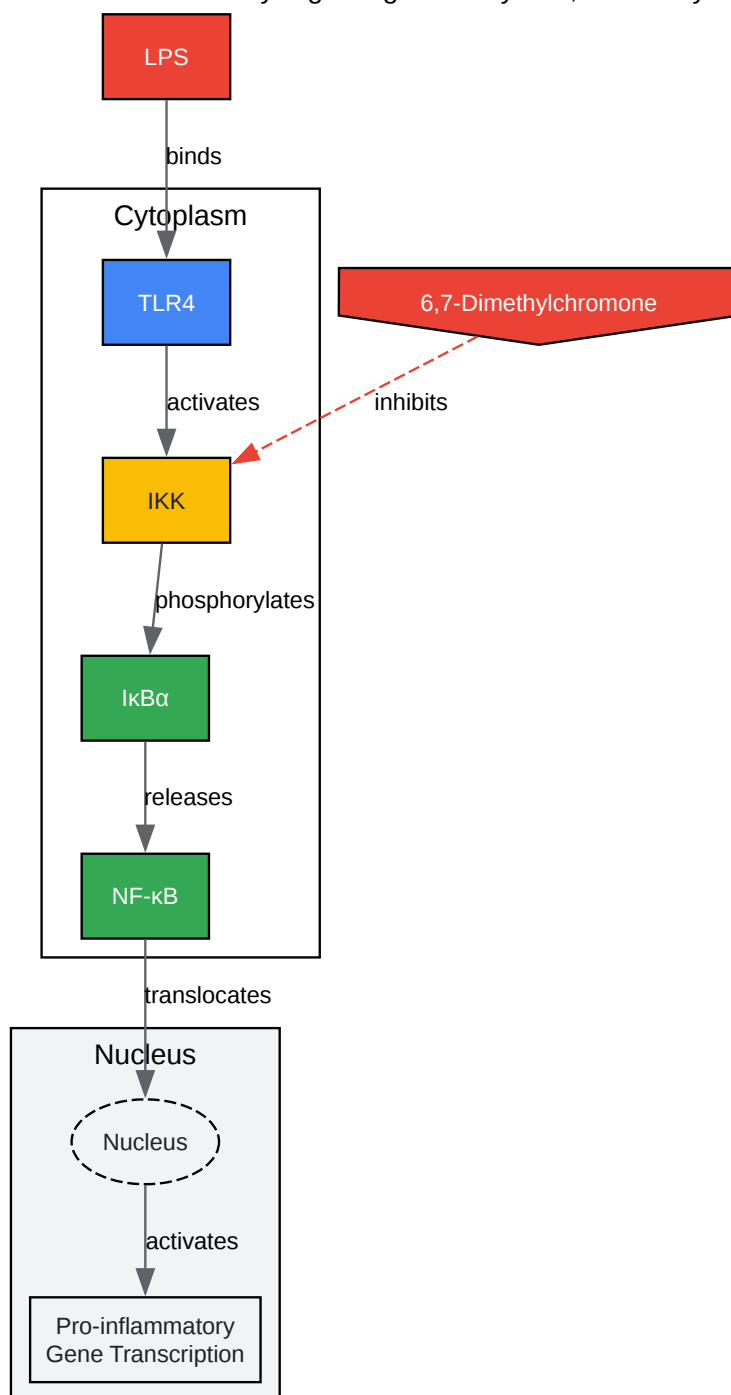 LPS
binds
Cytoplasm
TLR4
6,7-Dimethylchromone
activates
inhibits
IKK
phosphorylates
IκBα
releases
NF-κB
translocates
Nucleus
Nucleus
activates
Pro-inflammatory
Gene Transcription